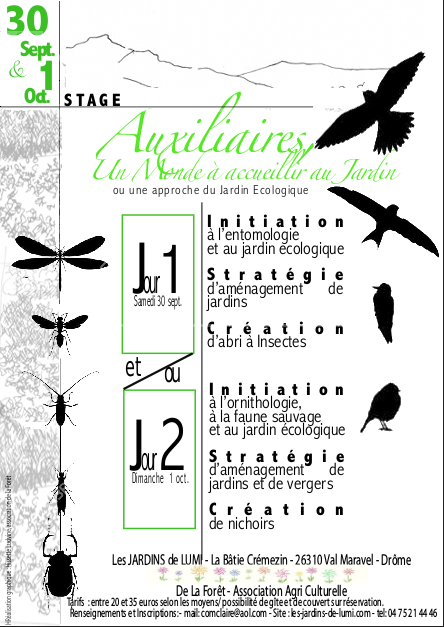 30
Sept.
& 1
Oct.
STAGE
Auxiliaires,
Un Monde à accueillir au Jardin
ou une approche du Jardin Ecologique
Jour 1
Samedi 30 sept.
Initiation
à l'entomologie
et au jardin écologique
Stratégie
d'aménagement de
jardins
Création
d'abri à Insectes
et ou
Jour 2
Dimanche 1 oct.
Initiation
à l'ornithologie,
à la faune sauvage
et au jardin écologique
Stratégie
d'aménagement de
jardins et de vergers
Création
de nichoirs
Les JARDINS de LUMI - La Bâtie Crémezin - 26310 Val Maravel - Drôme
De La Forêt - Association Agri Culturelle
Tarifs : entre 20 et 35 euros selon les moyens/ possibilité de gîte et de couvert sur réservation.
Renseignements et Inscriptions:- mail: comclaire@aol.com - Site : les-jardins-de-lumi.com - tel: 04 75 21 44 46